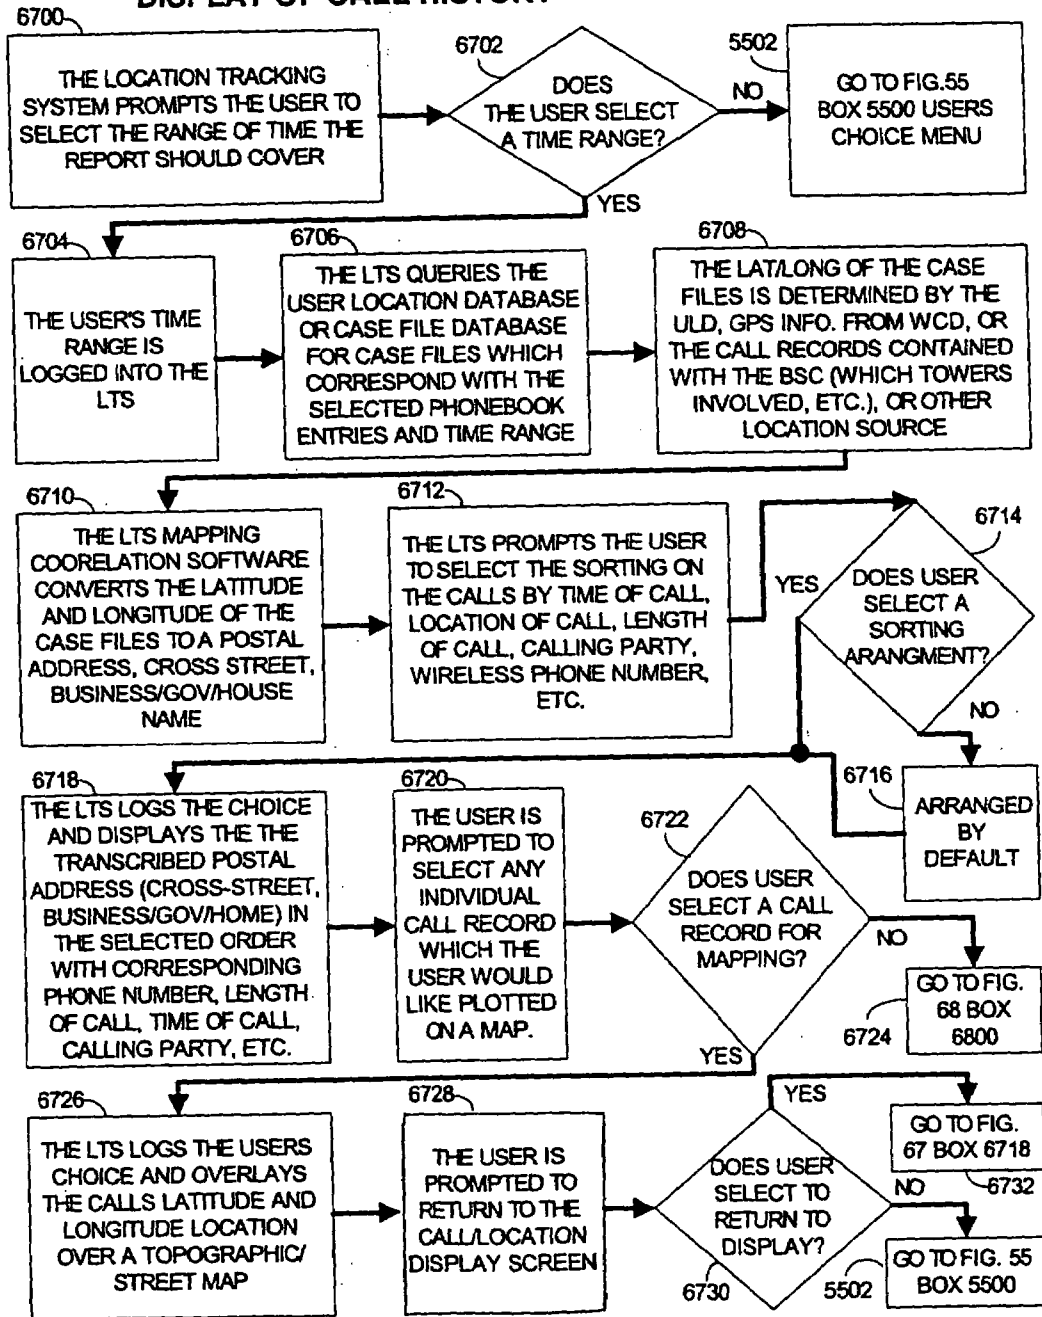 DISPLAY OF CALL HISTORY
6700
THE LOCATION TRACKING
SYSTEM PROMPTS THE USER TO
SELECT THE RANGE OF TIME THE
REPORT SHOULD COVER
6702
DOES
THE USER SELECT
A TIME RANGE?
NO
YES
5502
GO TO FIG.55
BOX 5500 USERS
CHOICE MENU
6704
THE USER'S TIME
RANGE IS
LOGGED INTO THE
LTS
6706
THE LTS QUERIES THE
USER LOCATION DATABASE
OR CASE FILE DATABASE
FOR CASE FILES WHICH
CORRESPOND WITH THE
SELECTED PHONEBOOK
ENTRIES AND TIME RANGE
6708
THE LAT/LONG OF THE CASE
FILES IS DETERMINED BY THE
ULD, GPS INFO. FROM WCD, OR
THE CALL RECORDS CONTAINED
WITH THE BSC (WHICH TOWERS
INVOLVED, ETC.), OR OTHER
LOCATION SOURCE
6710
THE LTS MAPPING
COORELATION SOFTWARE
CONVERTS THE LATITUDE
AND LONGITUDE OF THE
CASE FILES TO A POSTAL
ADDRESS, CROSS STREET,
BUSINESS/GOV/HOUSE
NAME
6712
THE LTS PROMPTS THE USER
TO SELECT THE SORTING ON
THE CALLS BY TIME OF CALL,
LOCATION OF CALL, LENGTH
OF CALL, CALLING PARTY,
WIRELESS PHONE NUMBER,
ETC.
6714
YES
DOES USER
SELECT A
SORTING
ARANGMENT?
NO
6716
ARRANGED
BY
DEFAULT
6718
THE LTS LOGS THE CHOICE
AND DISPLAYS THE THE
TRANSCRIBED POSTAL
ADDRESS (CROSS-STREET,
BUSINESS/GOV/HOME) IN
THE SELECTED ORDER
WITH CORRESPONDING
PHONE NUMBER, LENGTH
OF CALL, TIME OF CALL,
CALLING PARTY, ETC.
6720
THE USER IS
PROMPTED TO
SELECT ANY
INDIVIDUAL
CALL RECORD
WHICH THE
USER WOULD
LIKE PLOTTED
ON A MAP.
6722
DOES USER
SELECT A CALL
RECORD FOR
MAPPING?
NO
YES
6724
GO TO FIG.
68 BOX
6800
6726
THE LTS LOGS THE USERS
CHOICE AND OVERLAYS
THE CALLS LATITUDE AND
LONGITUDE LOCATION
OVER A TOPOGRAPHIC/
STREET MAP
6728
THE USER IS
PROMPTED TO
RETURN TO THE
CALL/LOCATION
DISPLAY SCREEN
6730
DOES USER
SELECT TO
RETURN TO
DISPLAY?
YES
GO TO FIG.
67 BOX 6718
6732
NO
5502
GO TO FIG. 55
BOX 5500